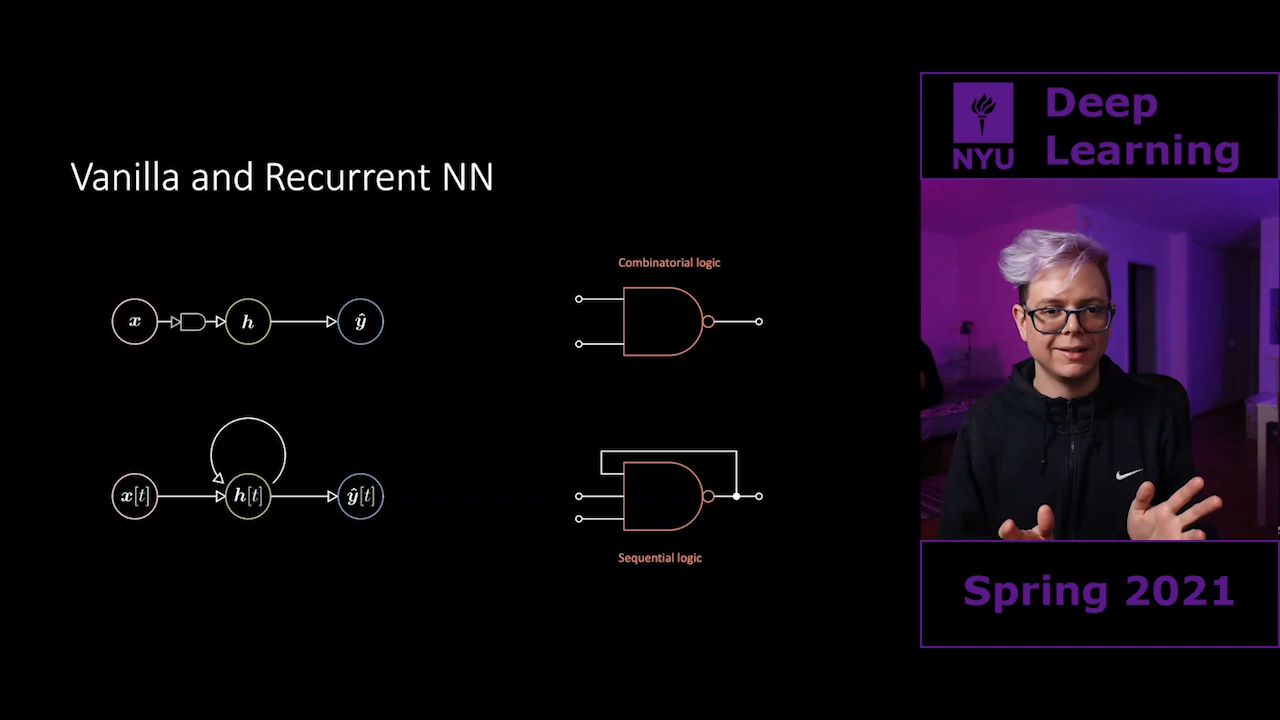 Vanilla and Recurrent NN
x
h
ŷ
x[t]
h[t]
ŷ[t]
Combinatorial logic
Sequential logic
NYU
Deep
Learning
Spring 2021